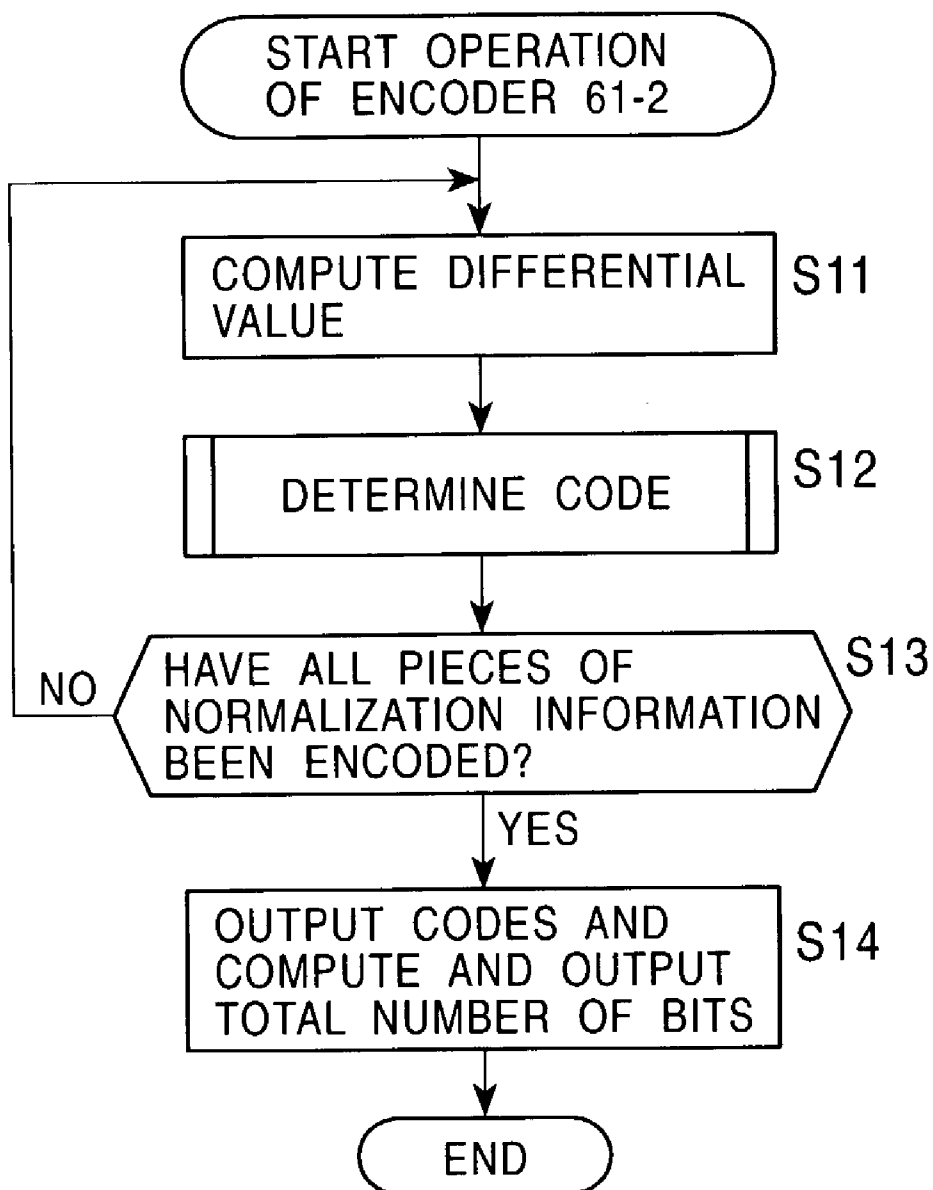 START OPERATION
OF ENCODER 61-2
COMPUTE DIFFERENTIAL
VALUE
S11
DETERMINE CODE
S12
HAVE ALL PIECES OF
NORMALIZATION INFORMATION
BEEN ENCODED?
S13
NO
YES
OUTPUT CODES AND
COMPUTE AND OUTPUT
TOTAL NUMBER OF BITS
S14
END